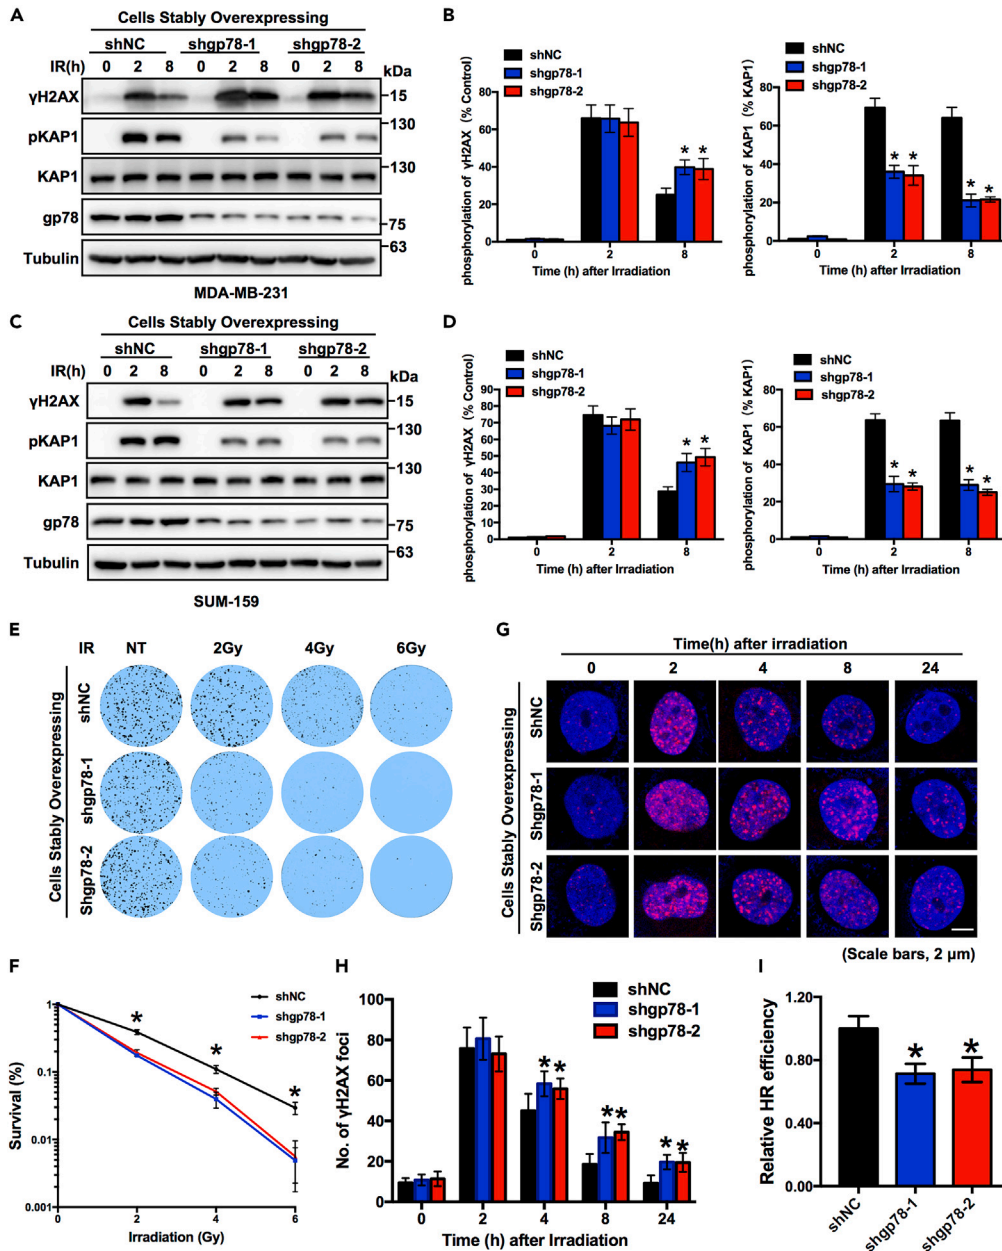 A
Cells Stably Overexpressing
shNC shgp78-1 shgp78-2
IR(h) 0 2 8 0 2 8 0 2 8 kDa
γH2AX 15
pKAP1 130
KAP1 130
gp78 75
Tubulin 63
MDA-MB-231
B
shNC
shgp78-1
shgp78-2
phosphorylation of γH2AX (% Control)
80
60
40
20
0
* *
0 2 8
Time (h) after Irradiation
shNC
shgp78-1
shgp78-2
phosphorylation of KAP1 (% KAP1)
80
60
40
20
0
* * * *
0 2 8
Time (h) after Irradiation
C
Cells Stably Overexpressing
shNC shgp78-1 shgp78-2
IR(h) 0 2 8 0 2 8 0 2 8 kDa
γH2AX 15
pKAP1 130
KAP1 130
gp78 75
Tubulin 63
SUM-159
D
shNC
shgp78-1
shgp78-2
phosphorylation of γH2AX (% Control)
90
80
70
60
50
40
30
20
10
0
* *
0 2 8
Time (h) after Irradiation
shNC
shgp78-1
shgp78-2
phosphorylation of KAP1 (% KAP1)
80
60
40
20
0
* * * *
0 2 8
Time (h) after Irradiation
E
IR NT 2Gy 4Gy 6Gy
Cells Stably Overexpressing
shNC
shgp78-1
Shgp78-2
G
Time(h) after irradiation
0 2 4 8 24
Cells Stably Overexpressing
ShNC
Shgp78-1
Shgp78-2
(Scale bars, 2 μm)
F
shNC
shgp78-1
shgp78-2
Survival (%)
1
0.1
0.01
0.001
* * *
0 2 4 6
Irradiation (Gy)
H
shNC
shgp78-1
shgp78-2
No. of γH2AX foci
100
80
60
40
20
0
* * * * * *
0 2 4 8 24
Time (h) after Irradiation
I
Relative HR efficiency
1.20
0.80
0.40
0.00
* *
shNC
shgp78-1
shgp78-2